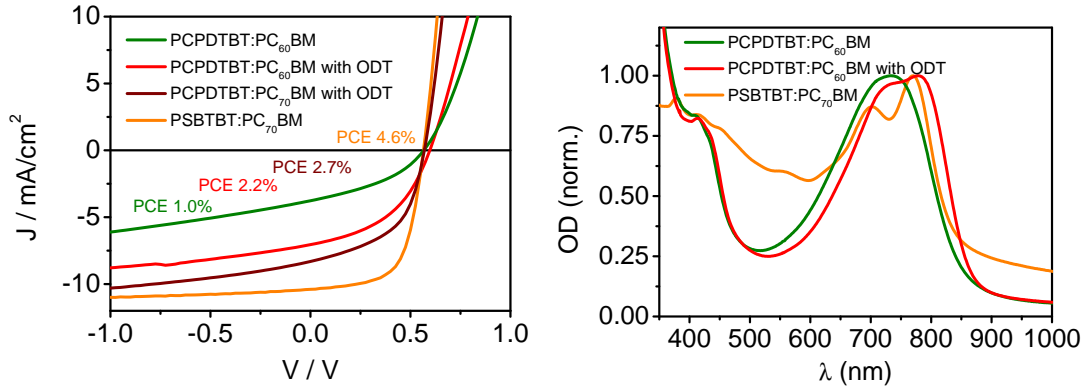 10
5
0
-5
-10
J / mA/cm²
PCPDTBT:PC₆₀BM
PCPDTBT:PC₆₀BM with ODT
PCPDTBT:PC₇₀BM with ODT
PSBTBT:PC₇₀BM
PCE 4.6%
PCE 2.7%
PCE 2.2%
PCE 1.0%
-1.0 -0.5 0.0 0.5 1.0
V / V
PCPDTBT:PC₆₀BM
PCPDTBT:PC₆₀BM with ODT
PSBTBT:PC₇₀BM
1.00
0.75
0.50
0.25
0.00
OD (norm.)
400 500 600 700 800 900 1000
λ (nm)